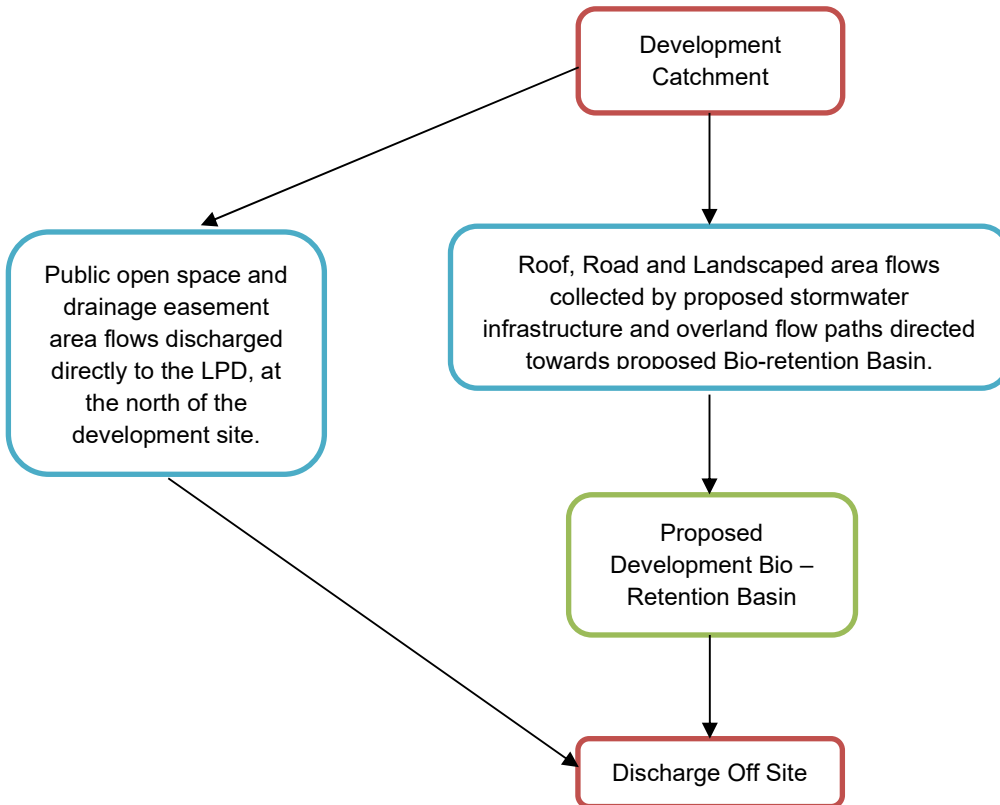 Development
Catchment
Public open space and
drainage easement
area flows discharged
directly to the LPD, at
the north of the
development site.
Roof, Road and Landscaped area flows
collected by proposed stormwater
infrastructure and overland flow paths directed
towards proposed Bio-retention Basin.
Proposed
Development Bio –
Retention Basin
Discharge Off Site